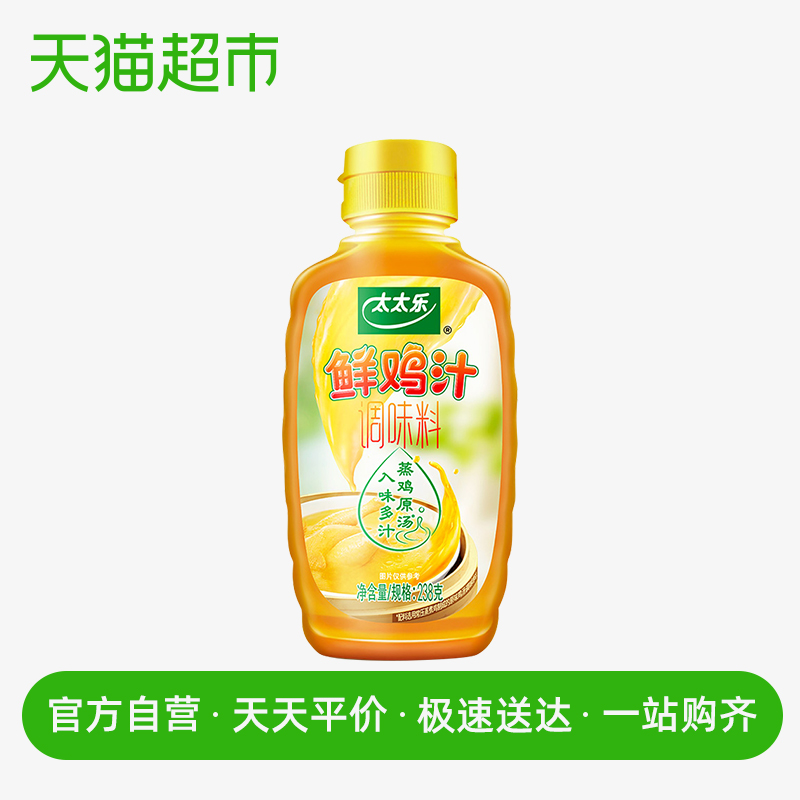 天猫超市
太太乐
®
鲜鸡汁
调味料
蒸鸡原汤
入味多汁
图片仅供参考
净含量/规格:238克
官方自营·天天平价·极速送达·一站购齐